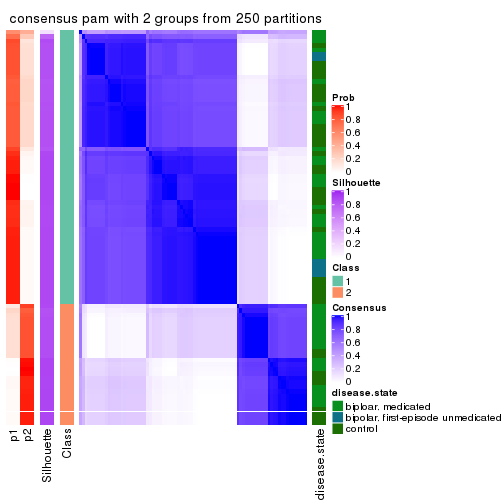 consensus pam with 2 groups from 250 partitions
Prob
1
0.8
0.6
0.4
0.2
0
Silhouette
1
0.8
0.6
0.4
0.2
0
Class
1
2
Consensus
1
0.8
0.6
0.4
0.2
0
disease.state
biploar, medicated
bipolar, first-episode unmedicated
control
p1
p2
Silhouette
Class
disease.state